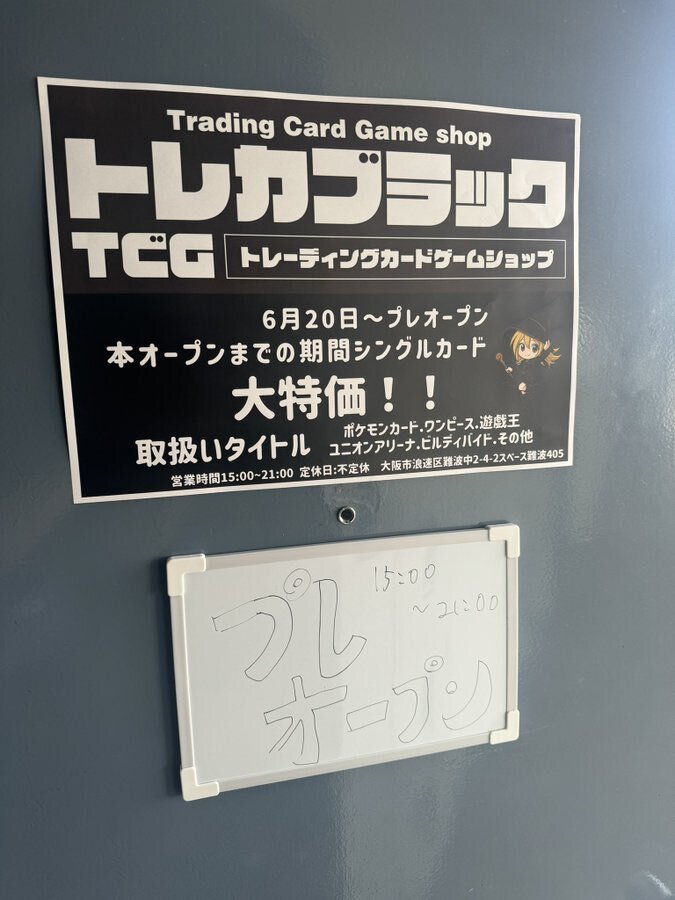 Trading Card Game shop
トレカブラック
TCG トレーディングカードゲームショップ
6月20日～プレオープン
本オープンまでの期間シングルカード
大特価！！
取扱いタイトル
ポケモンカード.ワンピース.遊戯王
ユニオンアリーナ.ビルディバイド.その他
営業時間15:00~21:00 定休日:不定休 大阪市浪速区難波中2-4-2スペース難波405
15:00
～21:00
プレ
オープン